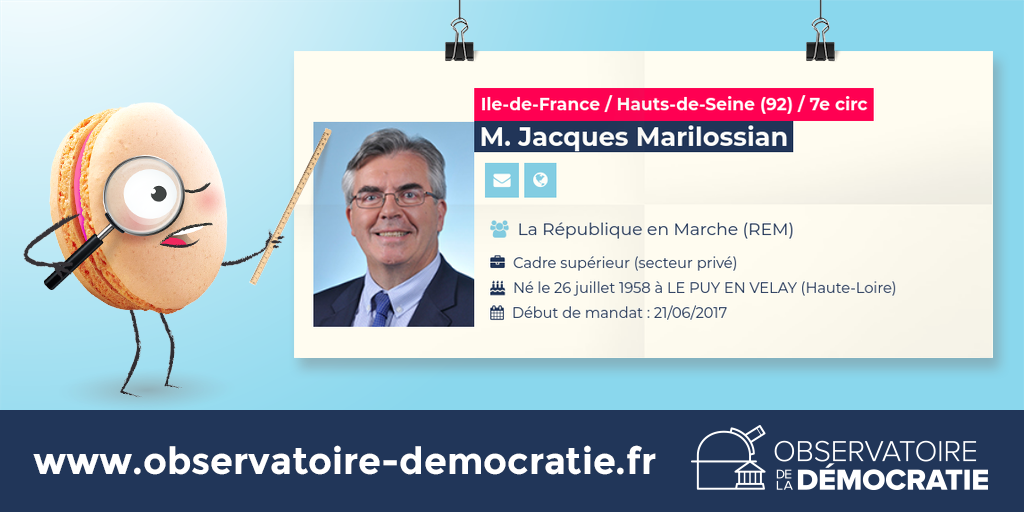 Ile-de-France / Hauts-de-Seine (92) / 7e circ
M. Jacques Marilossian
La République en Marche (REM)
Cadre supérieur (secteur privé)
Né le 26 juillet 1958 à LE PUY EN VELAY (Haute-Loire)
Début de mandat : 21/06/2017
www.observatoire-democratie.fr
OBSERVATOIRE
DE LA DÉMOCRATIE